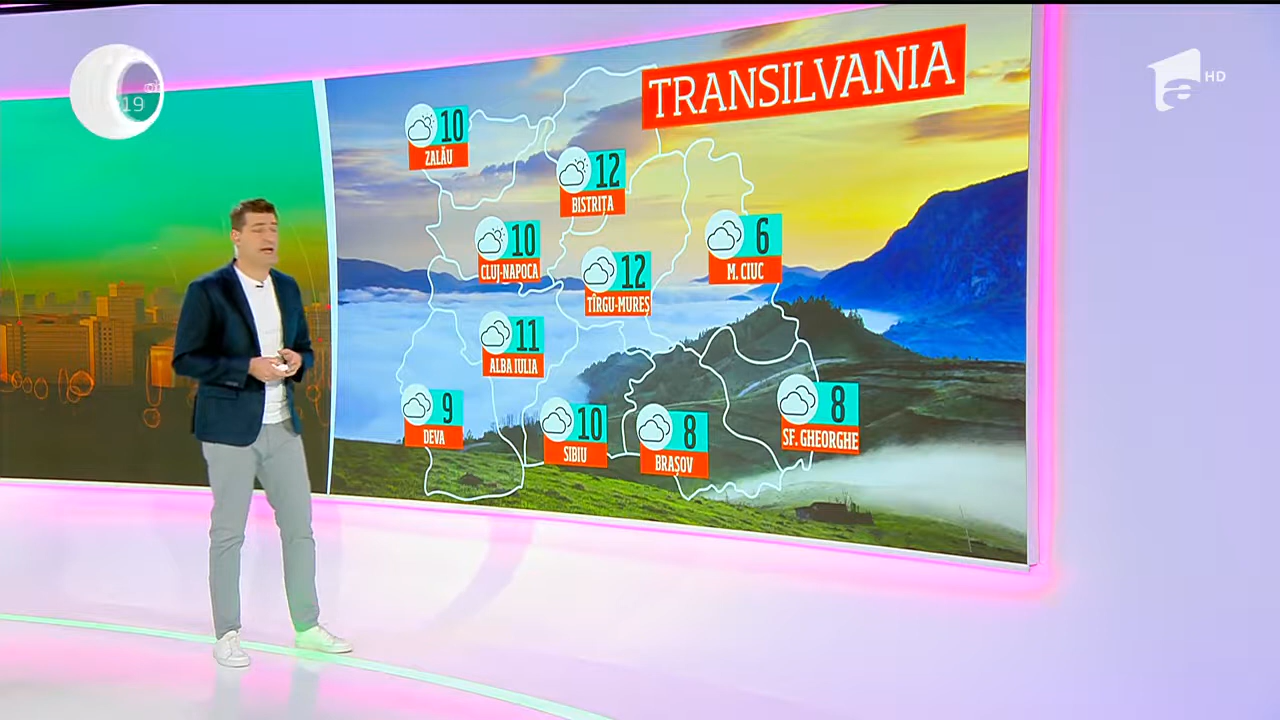 TRANSILVANIA
HD
19
10
ZALĂU
12
BISTRIȚA
10
CLUJ-NAPOCA
12
TÎRGU-MUREȘ
6
M. CIUC
11
ALBA IULIA
9
DEVA
10
SIBIU
8
BRAȘOV
8
SF. GHEORGHE